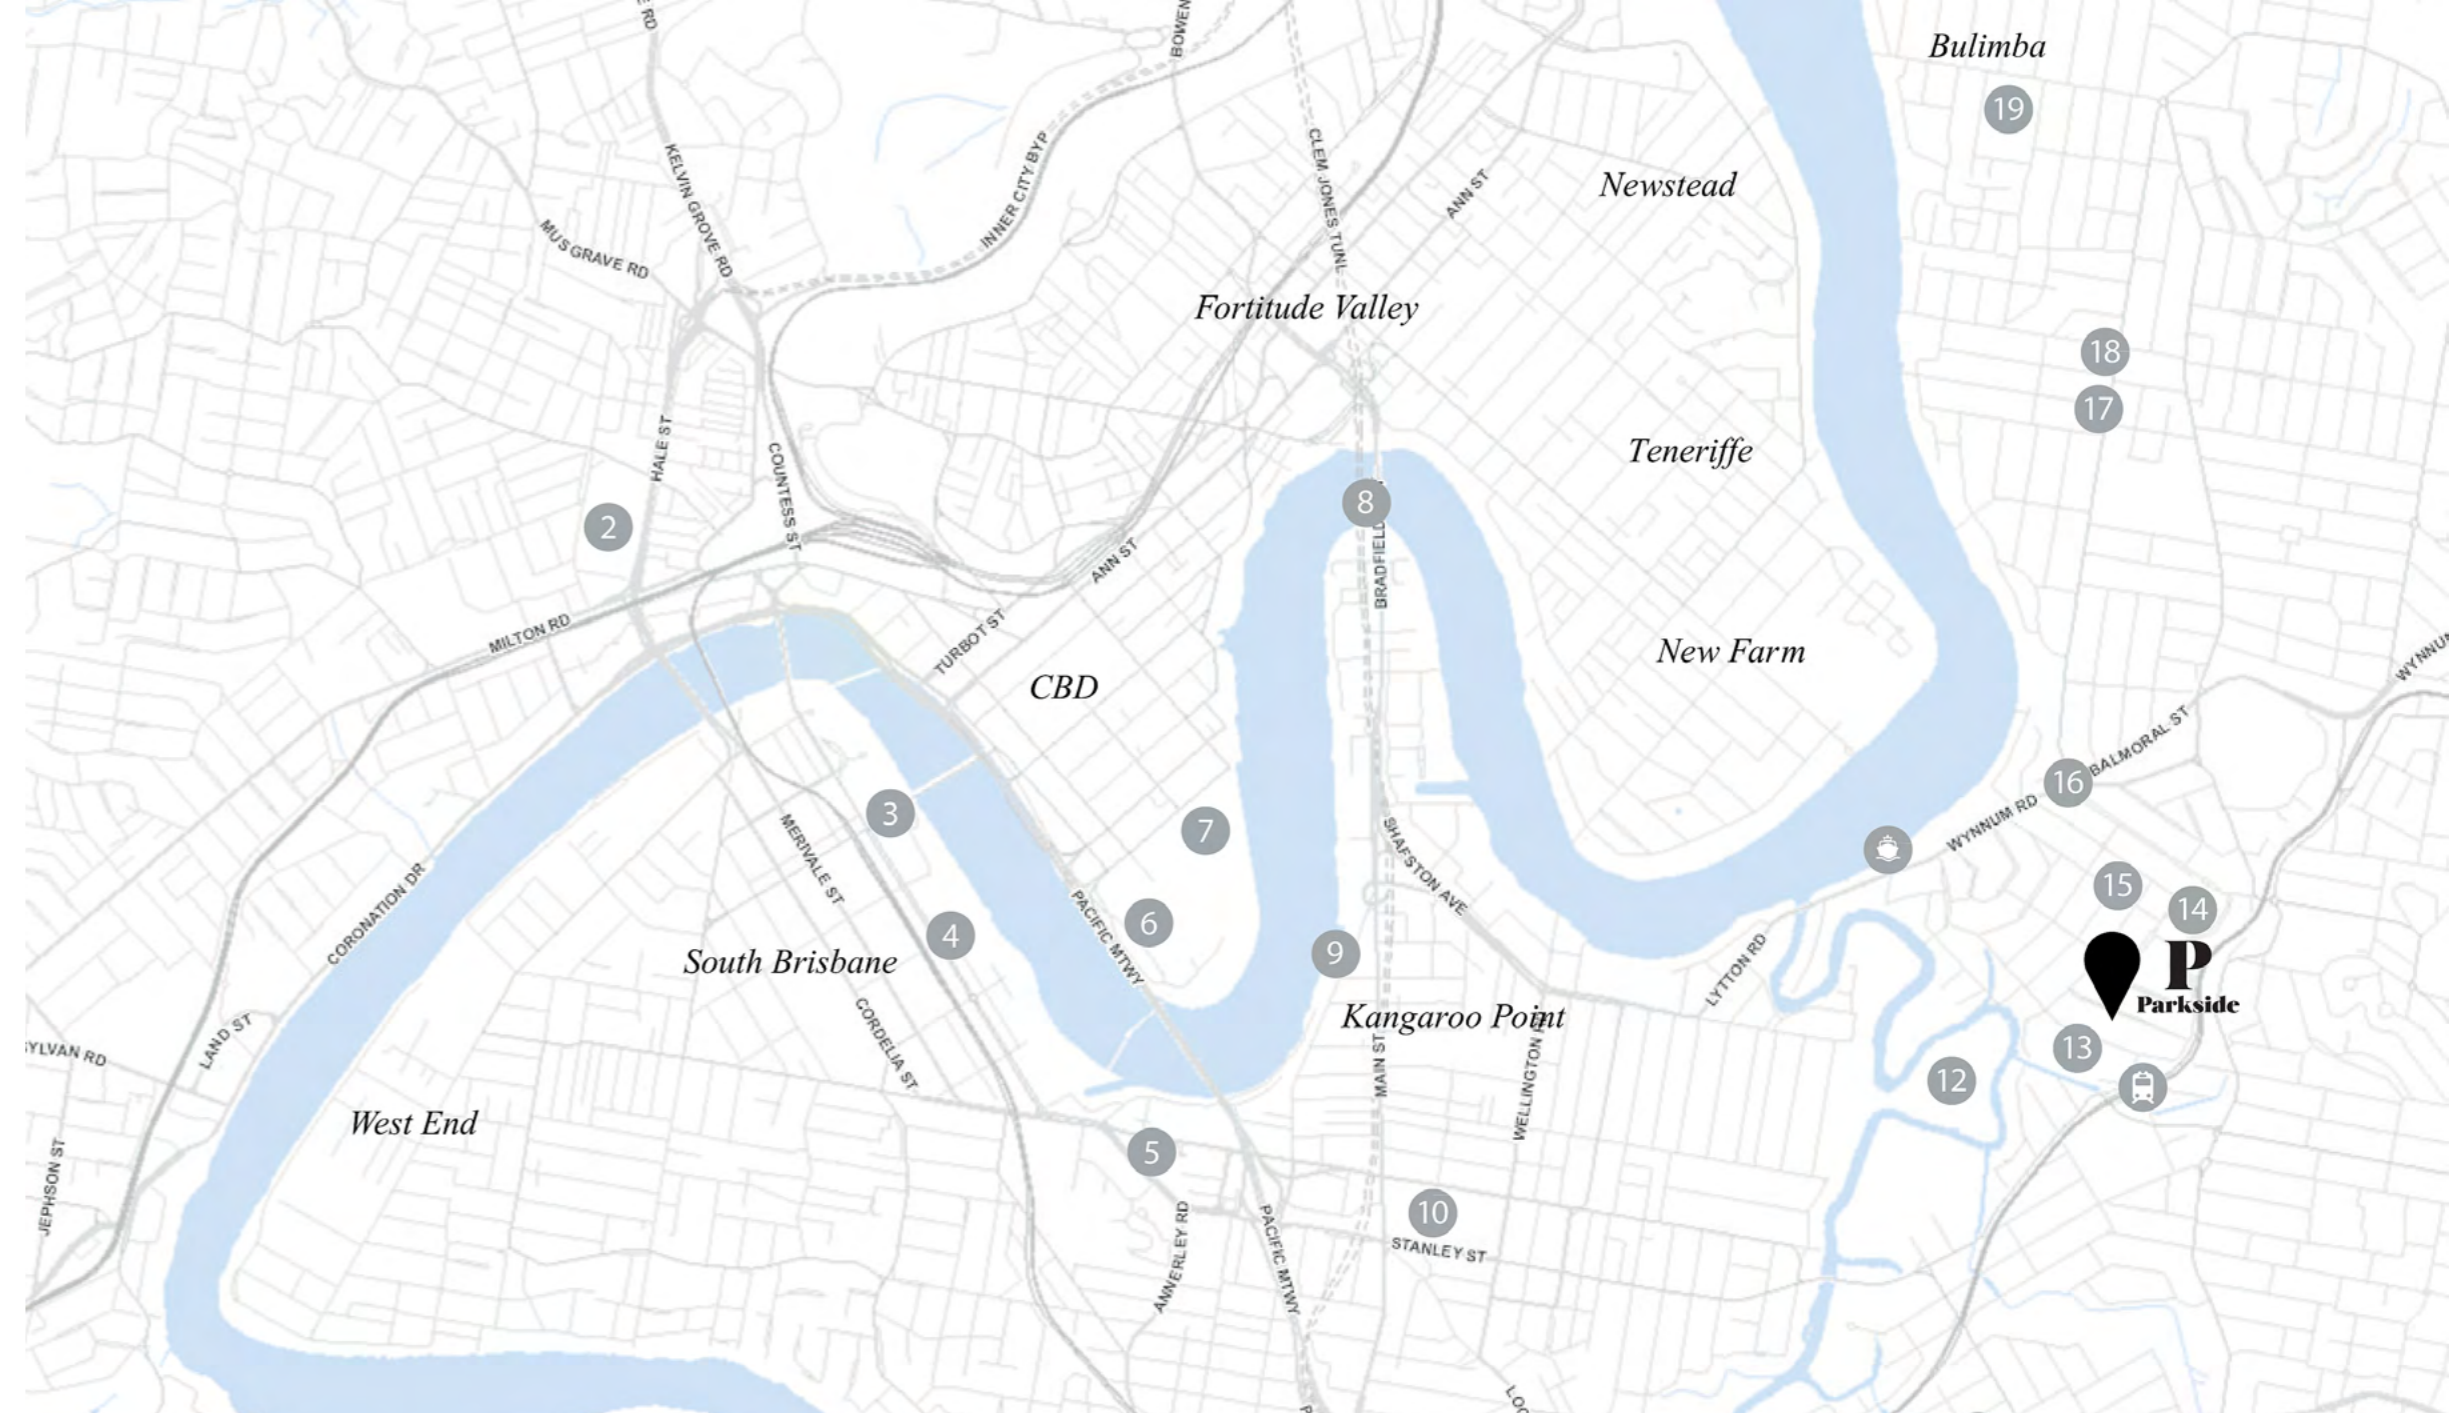 E RD
BOWEN
Bulimba
19
CLEM JONES TUNL
KELVIN GROVE RD
INNER CITY BYP
ANN ST
Newstead
MUSGRAVE RD
Fortitude Valley
18
17
HALE ST
COUNTESS ST
Teneriffe
2
8
BRADFIELD
ANN ST
MILTON RD
TURBOT ST
CBD
New Farm
WYNNUM
BALMORAL ST
16
WYNNUM RD
3
7
MERIVALE ST
SHAFSTON AVE
15
14
CORONATION DR
PACIFIC MTWY
6
4
9
South Brisbane
LYTTON RD
P
Parkside
Kangaroo Point
LAND ST
CORDELIA ST
MAIN ST
WELLINGTON
13
SYLVAN RD
12
West End
5
JEPHSON ST
10
ANNERLEY RD
PACIFIC MTWY
STANLEY ST